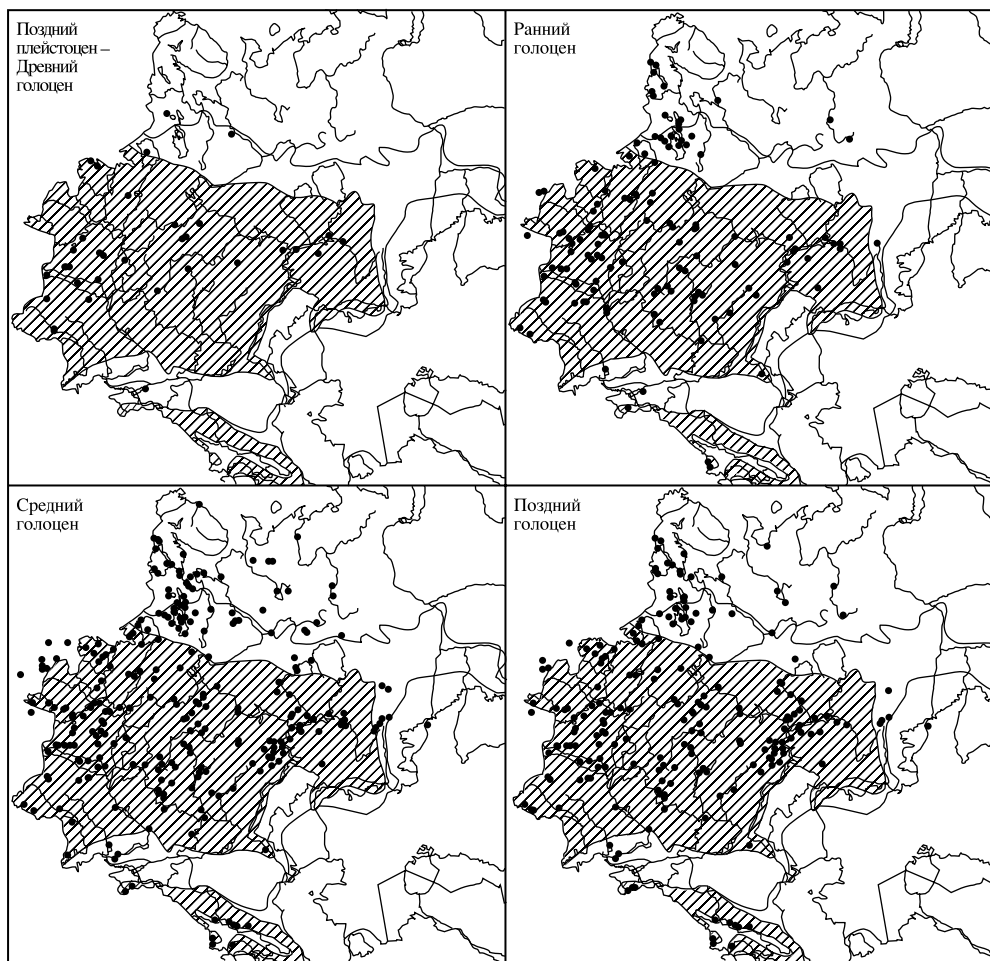 Поздний
плейстоцен –
Древний
голоцен
Ранний
голоцен
Средний
голоцен
Поздний
голоцен